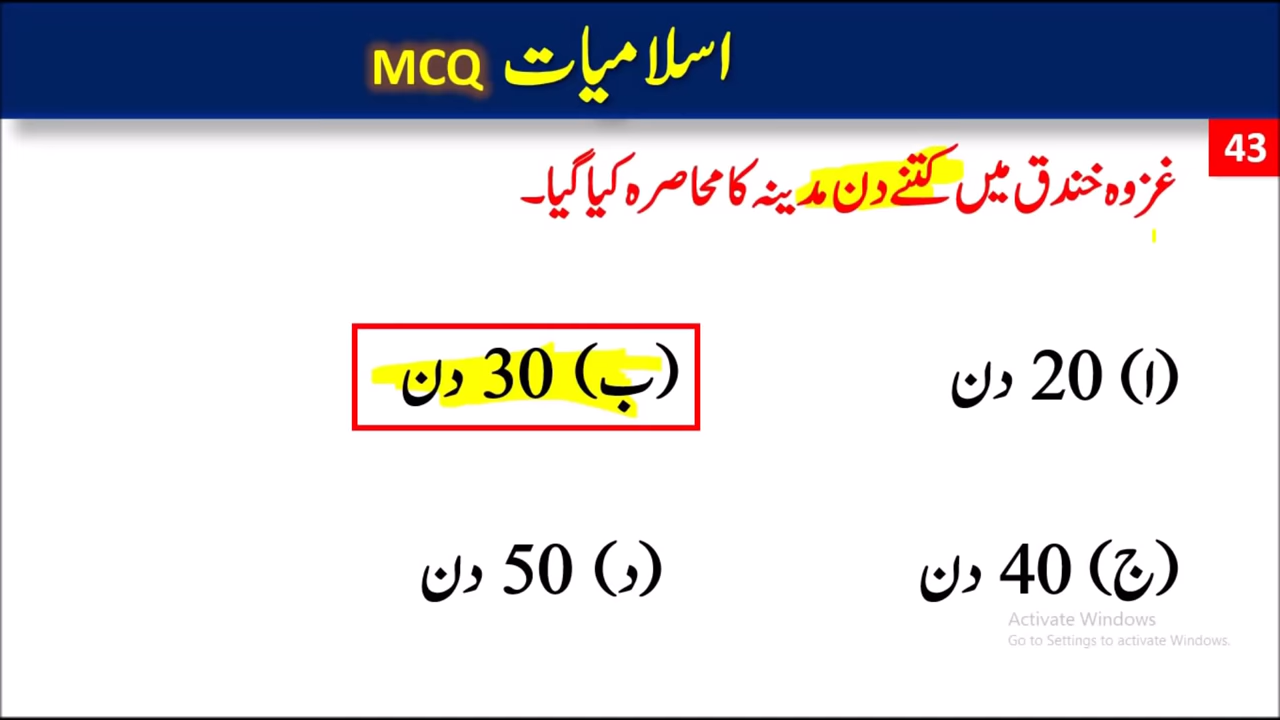 اسلامیات MCQ
43
غزوہ خندق میں کتنے دن مدینہ کا محاصرہ کیا گیا۔
(ا) 20 دن
(ب) 30 دن
(ج) 40 دن
(د) 50 دن
Activate Windows
Go to Settings to activate Windows.